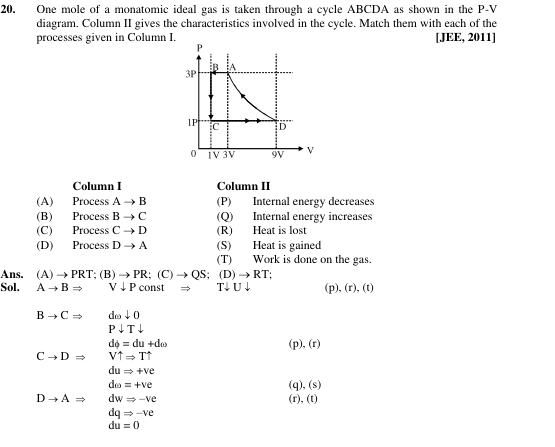 20. One mole of a monatomic ideal gas is taken through a cycle ABCDA as shown in the P-V
diagram. Column II gives the characteristics involved in the cycle. Match them with each of the
processes given in Column I. [JEE, 2011]
P
3P B A
1P C D
0 1V 3V 9V V
Column I Column II
(A) Process A → B (P) Internal energy decreases
(B) Process B → C (Q) Internal energy increases
(C) Process C → D (R) Heat is lost
(D) Process D → A (S) Heat is gained
(T) Work is done on the gas.
Ans. (A) → PRT; (B) → PR; (C) → QS; (D) → RT;
Sol. A → B ⇒ V ↓ P const ⇒ T↓ U ↓ (p), (r), (t)
B → C ⇒ dω ↓ 0
P ↓ T ↓
dϕ = du +dω (p), (r)
C → D ⇒ V↑ ⇒ T↑
du ⇒ +ve
dω = +ve (q), (s)
D → A ⇒ dw ⇒ –ve (r), (t)
dq ⇒ –ve
du = 0